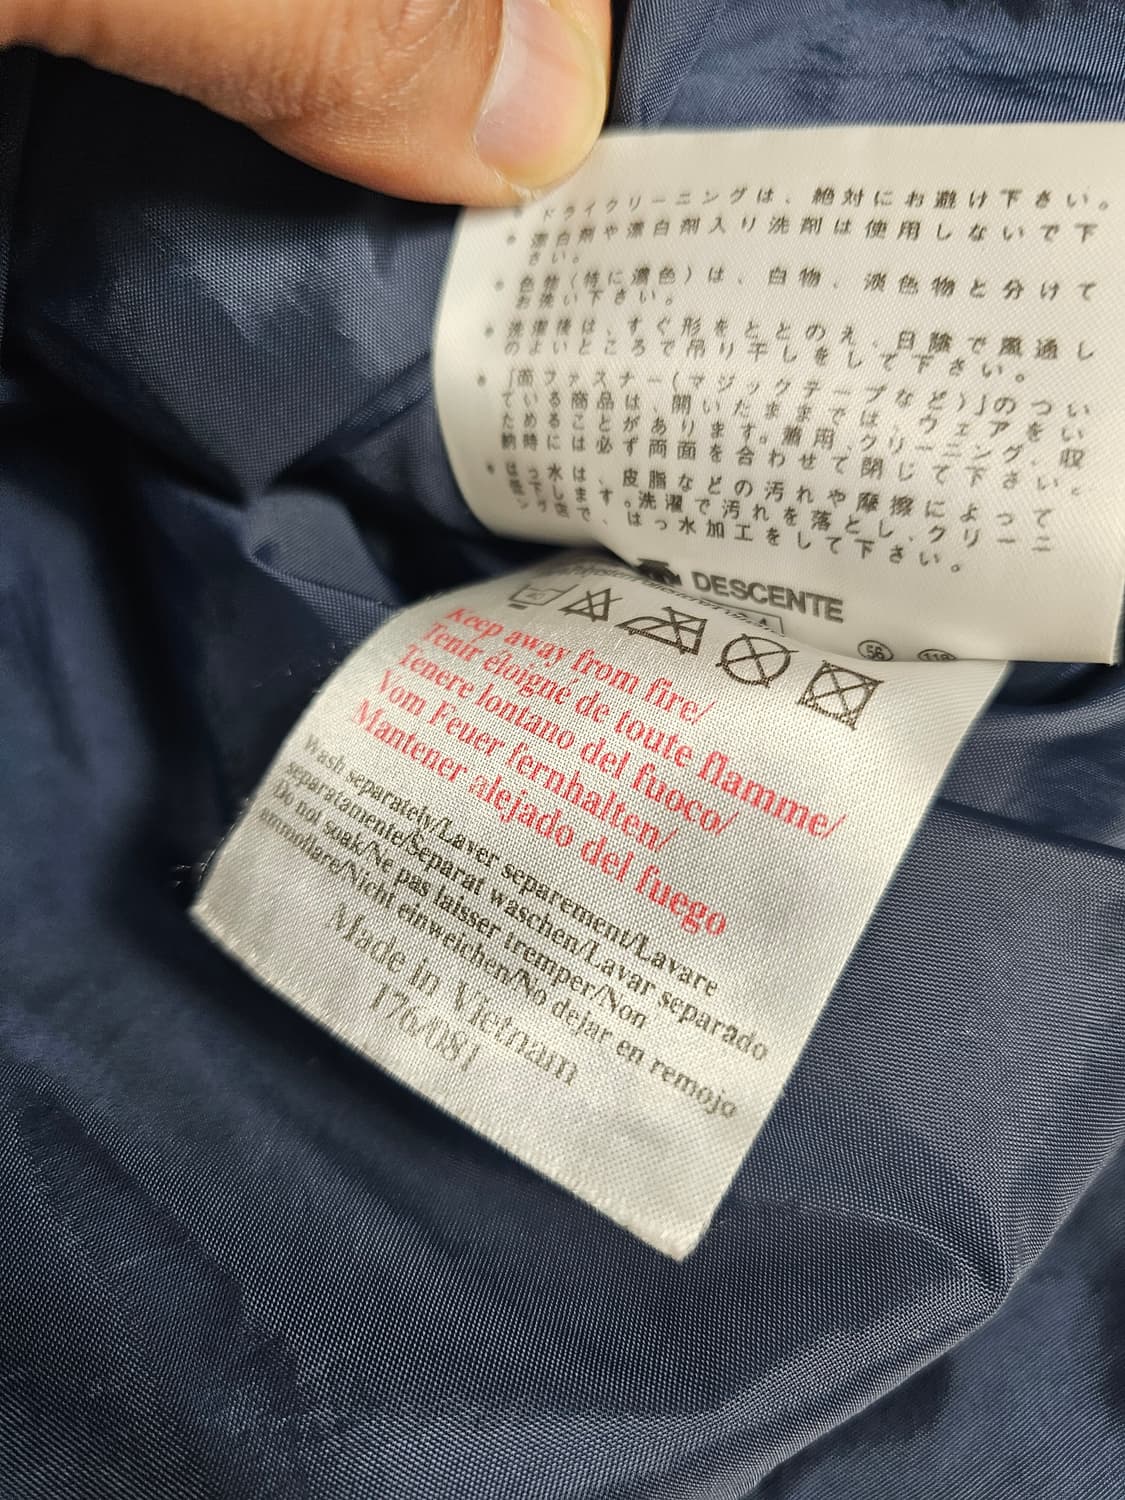 ドライクリーニングは、絶対にお避け下さい。
漂白剤や漂白剤入り洗剤は使用しないで下
さい。
色物(特に濃色)は、白物、淡色物と分けて
お洗い下さい。
洗濯後は、すぐ形をととのえ、日陰で風通し
のよいところで吊り干しをして下さい。
「面ファスナー(マジックテープなど)」のつい
ている商品は、開いたままでは、ウェアをい
ためることがあります。着用、クリーニング、収
納時には必ず両面を合わせて閉じて下さい。
はっ水は、皮脂などの汚れや摩擦によって
します。洗濯で汚れを落とし、クリーニ
店で、はっ水加工をして下さい。
DESCENTE
56 118
Keep away from fire/
Tenir éloigné de toute flamme/
Tenere lontano del fuoco/
Vom Feuer fernhalten/
Mantener alejado del fuego
Wash separately/Laver separement/Lavare
separatamente/Separat waschen/Lavar separado
Do not soak/Ne pas laisser tremper/Non
ammollare/Nicht einweichen/No dejar en remojo
Made in Vietnam
176/081